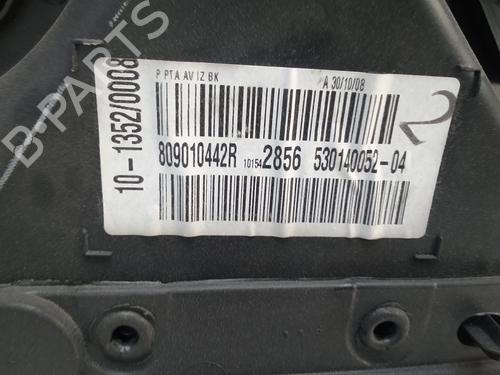 P PTA AV IZ BK
A 30/10/08
10-1352/0008
809010442R 10154 2856 530140052-04
2
B-PARTS